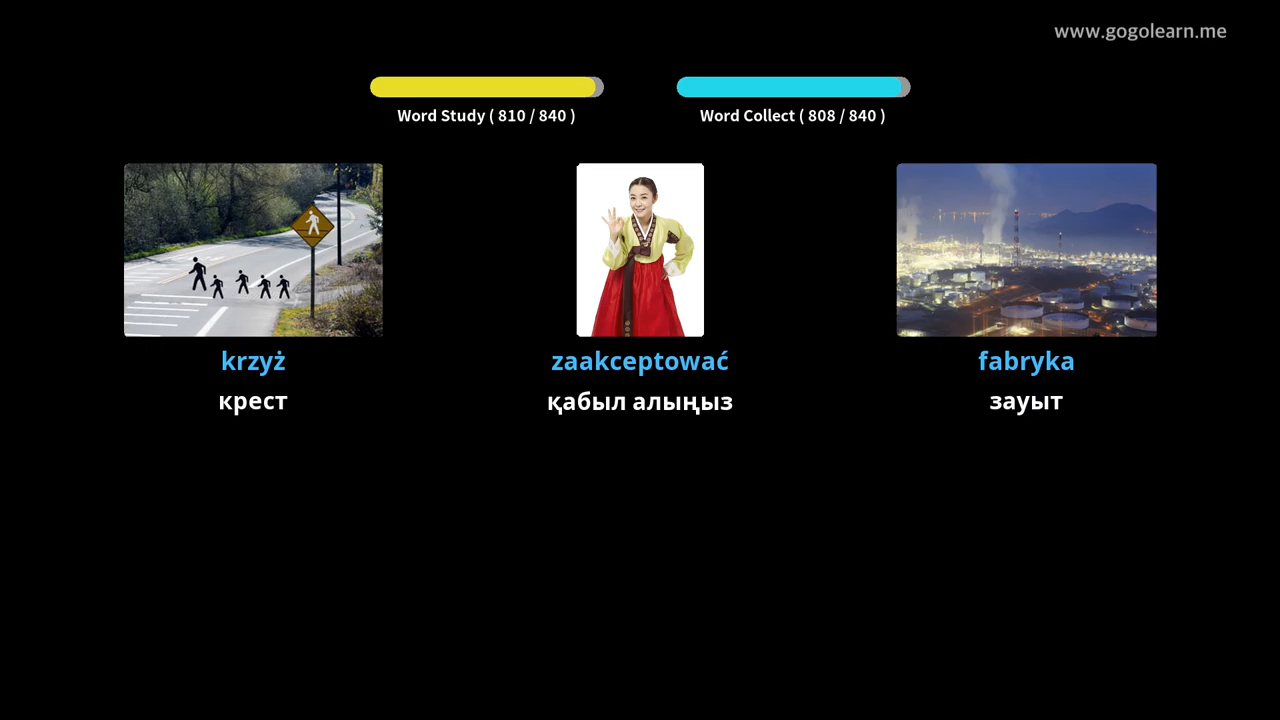 www.gogolearn.me
Word Study ( 810 / 840 )
Word Collect ( 808 / 840 )
krzyż
zaakceptować
fabryka
крест
қабыл алыңыз
зауыт